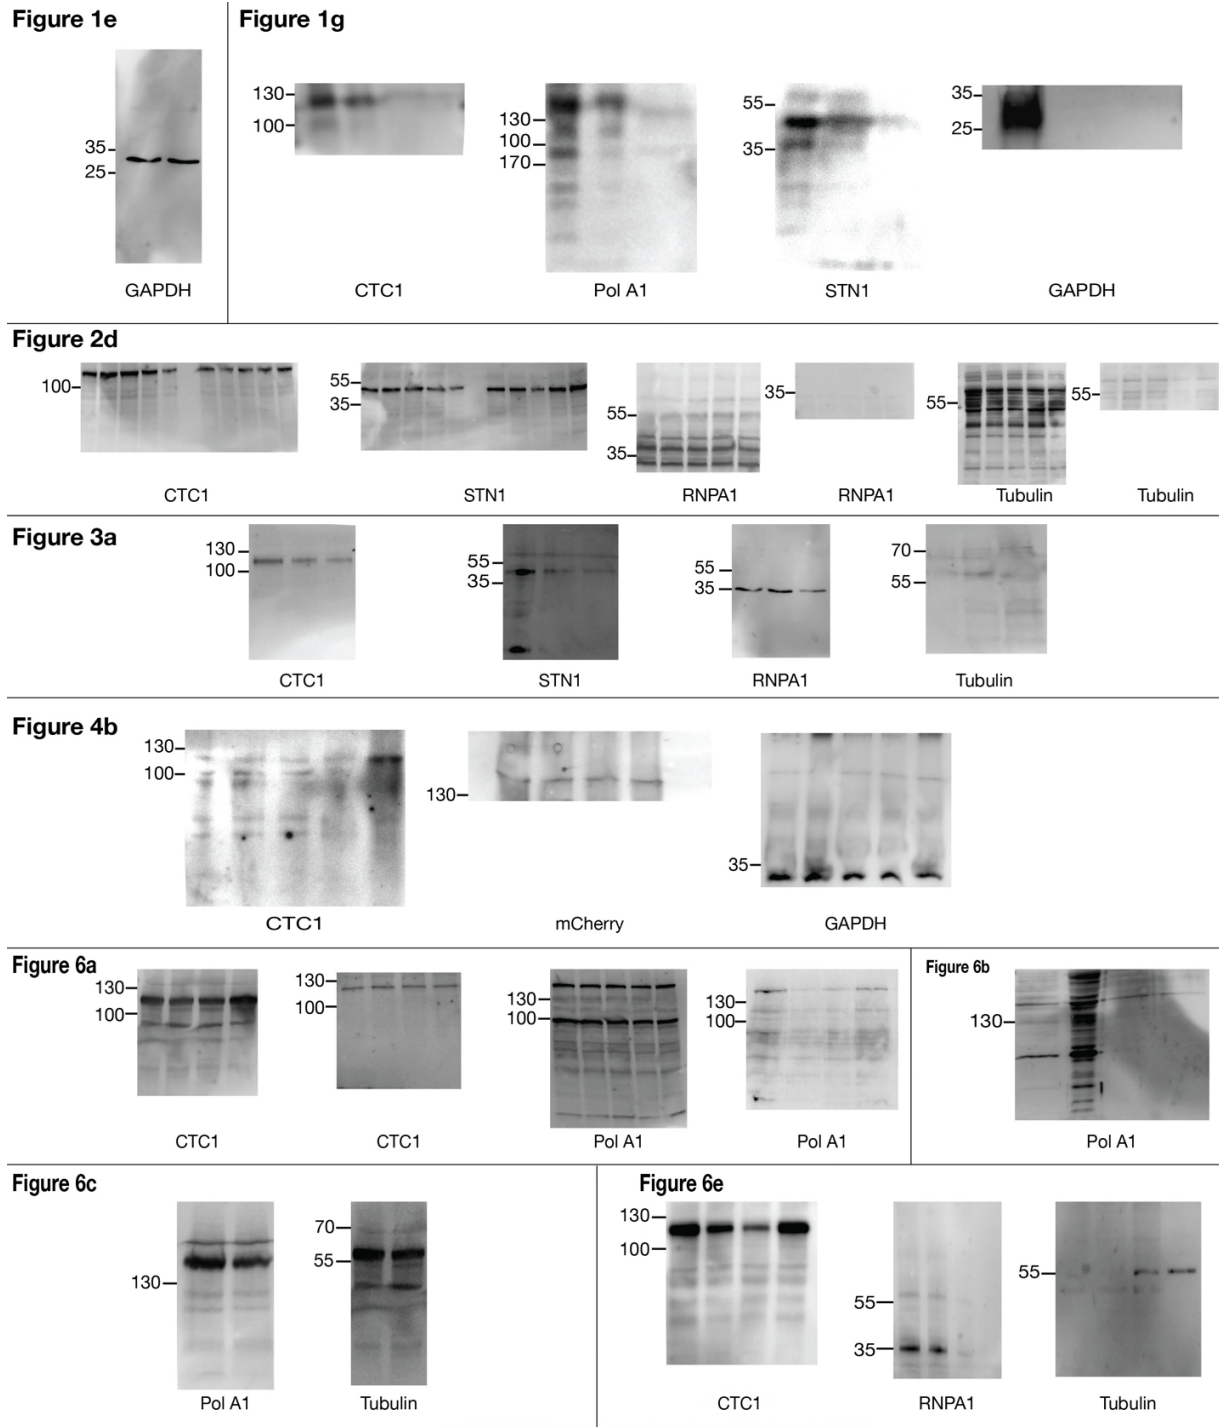 Figure 1e
35
25
GAPDH
Figure 1g
130
100
CTC1
130
100
170
Pol A1
55
35
STN1
35
25
GAPDH
Figure 2d
100
CTC1
55
35
STN1
55
35
RNPA1
35
RNPA1
55
Tubulin
55
Tubulin
Figure 3a
130
100
CTC1
55
35
STN1
55
35
RNPA1
70
55
Tubulin
Figure 4b
130
100
CTC1
130
mCherry
35
GAPDH
Figure 6a
130
100
CTC1
130
100
CTC1
130
100
Pol A1
130
100
Pol A1
Figure 6b
130
Pol A1
Figure 6c
130
Pol A1
70
55
Tubulin
Figure 6e
130
100
CTC1
55
35
RNPA1
55
Tubulin